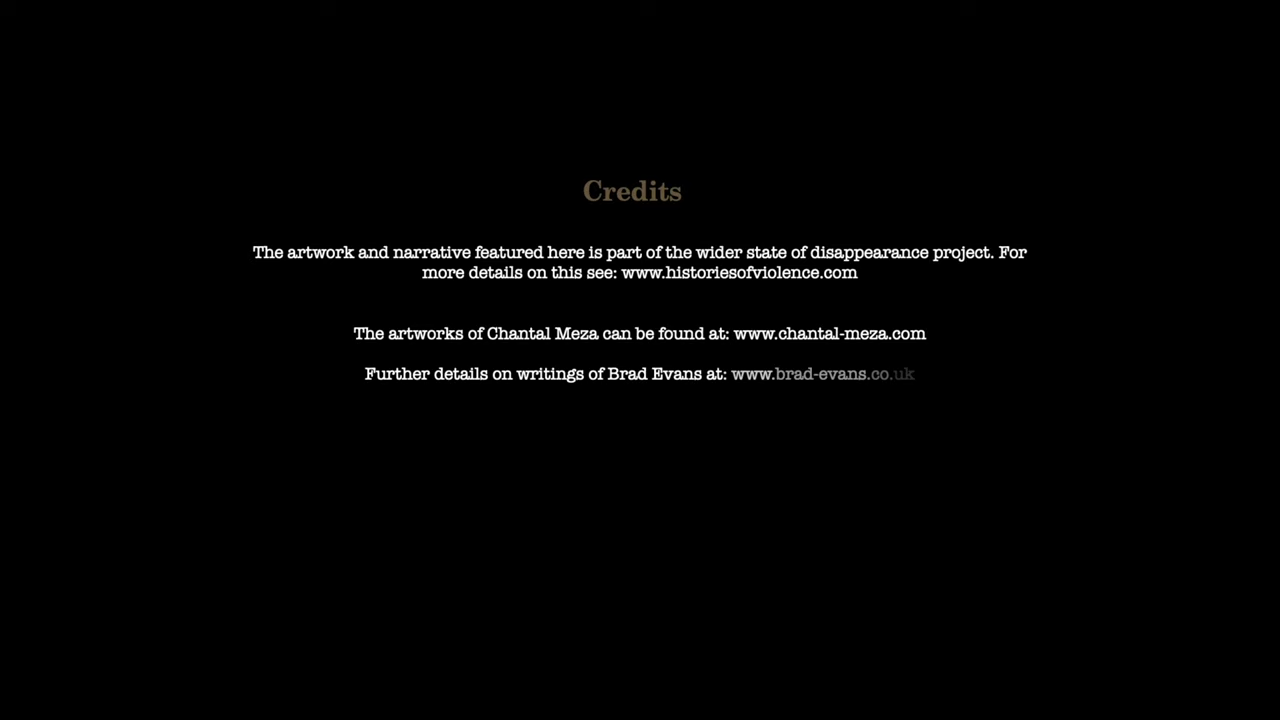 Credits
The artwork and narrative featured here is part of the wider state of disappearance project. For
more details on this see: www.historiesofviolence.com
The artworks of Chantal Meza can be found at: www.chantal-meza.com
Further details on writings of Brad Evans at: www.brad-evans.co.uk